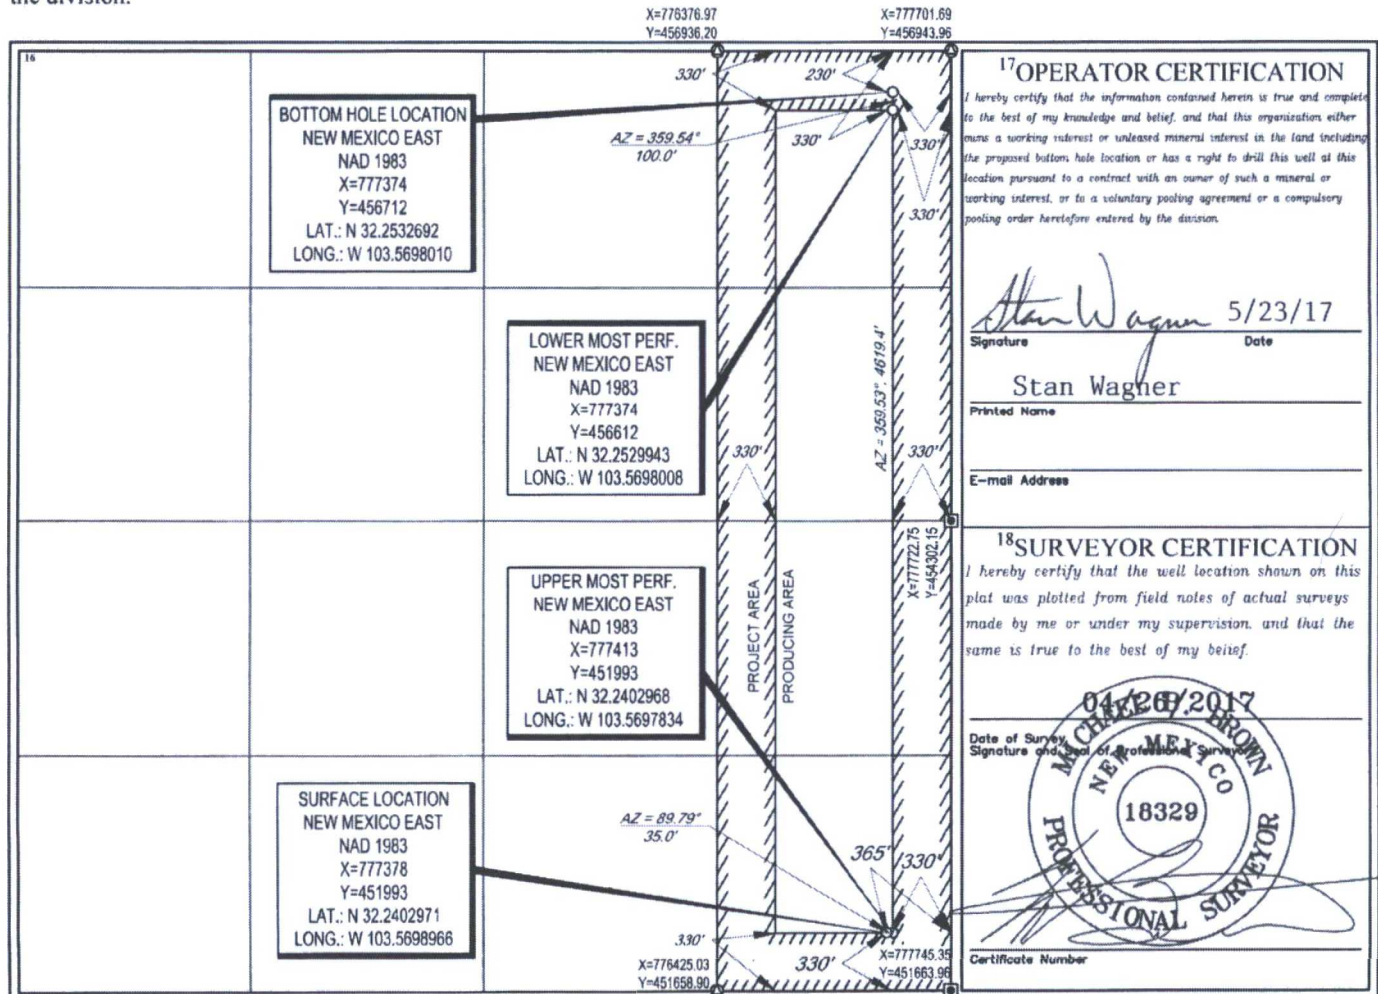 the division.
X=776376.97
Y=456936.20
X=777701.69
Y=456943.96
16
330'
230'
BOTTOM HOLE LOCATION
NEW MEXICO EAST
NAD 1983
X=777374
Y=456712
LAT.: N 32.2532692
LONG.: W 103.5698010
AZ = 359.54°
100.0'
330'
330'
330'
LOWER MOST PERF.
NEW MEXICO EAST
NAD 1983
X=777374
Y=456612
LAT.: N 32.2529943
LONG.: W 103.5698008
AZ = 359.53°, 4619.4'
330'
330'
X=777722.75
Y=454302.15
UPPER MOST PERF.
NEW MEXICO EAST
NAD 1983
X=777413
Y=451993
LAT.: N 32.2402968
LONG.: W 103.5697834
PROJECT AREA
PRODUCING AREA
SURFACE LOCATION
NEW MEXICO EAST
NAD 1983
X=777378
Y=451993
LAT.: N 32.2402971
LONG.: W 103.5698966
AZ = 89.79°
35.0'
365'
330'
330'
330'
X=776425.03
Y=451658.90
X=777745.35
Y=451663.96
17 OPERATOR CERTIFICATION
I hereby certify that the information contained herein is true and complete
to the best of my knowledge and belief, and that this organization either
owns a working interest or unleased mineral interest in the land including
the proposed bottom hole location or has a right to drill this well at this
location pursuant to a contract with an owner of such a mineral or
working interest, or to a voluntary pooling agreement or a compulsory
pooling order heretofore entered by the division.
Stan Wagner 5/23/17
Signature Date
Stan Wagner
Printed Name
E-mail Address
18 SURVEYOR CERTIFICATION
I hereby certify that the well location shown on this
plat was plotted from field notes of actual surveys
made by me or under my supervision, and that the
same is true to the best of my belief.
04/26/2017
Date of Survey
Signature and Seal of Professional Surveyor
MICHAEL BROWN
NEW MEXICO
18329
PROFESSIONAL SURVEYOR
Certificate Number